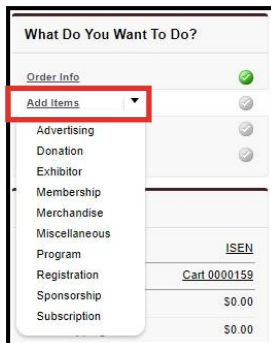 What Do You Want To Do?
Order Info
Add Items
Advertising
Donation
Exhibitor
Membership
Merchandise
Miscellaneous
Program
Registration
Sponsorship
Subscription
ISEN
Cart 0000159
$0.00
$0.00